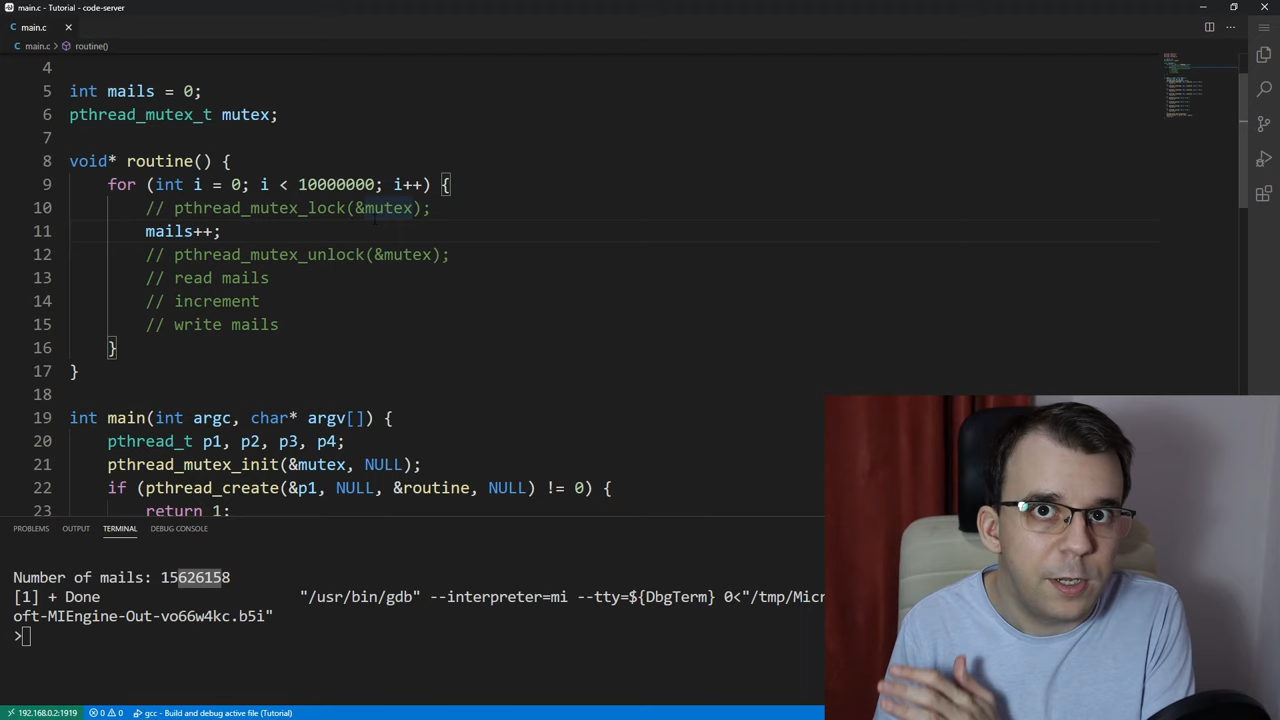 main.c - Tutorial - code-server
main.c
main.c > routine()
4
5 int mails = 0;
6 pthread_mutex_t mutex;
7
8 void* routine() {
9 for (int i = 0; i < 10000000; i++) {
10 // pthread_mutex_lock(&mutex);
11 mails++;
12 // pthread_mutex_unlock(&mutex);
13 // read mails
14 // increment
15 // write mails
16 }
17 }
18
19 int main(int argc, char* argv[]) {
20 pthread_t p1, p2, p3, p4;
21 pthread_mutex_init(&mutex, NULL);
22 if (pthread_create(&p1, NULL, &routine, NULL) != 0) {
23 return 1;
PROBLEMS OUTPUT TERMINAL DEBUG CONSOLE
Number of mails: 15626158
[1] + Done "/usr/bin/gdb" --interpreter=mi --tty=${DbgTerm} 0<"/tmp/Micr
oft-MIEngine-Out-vo66w4kc.b5i"
>
192.168.0.2:1919 0 0 gcc - Build and debug active file (Tutorial)